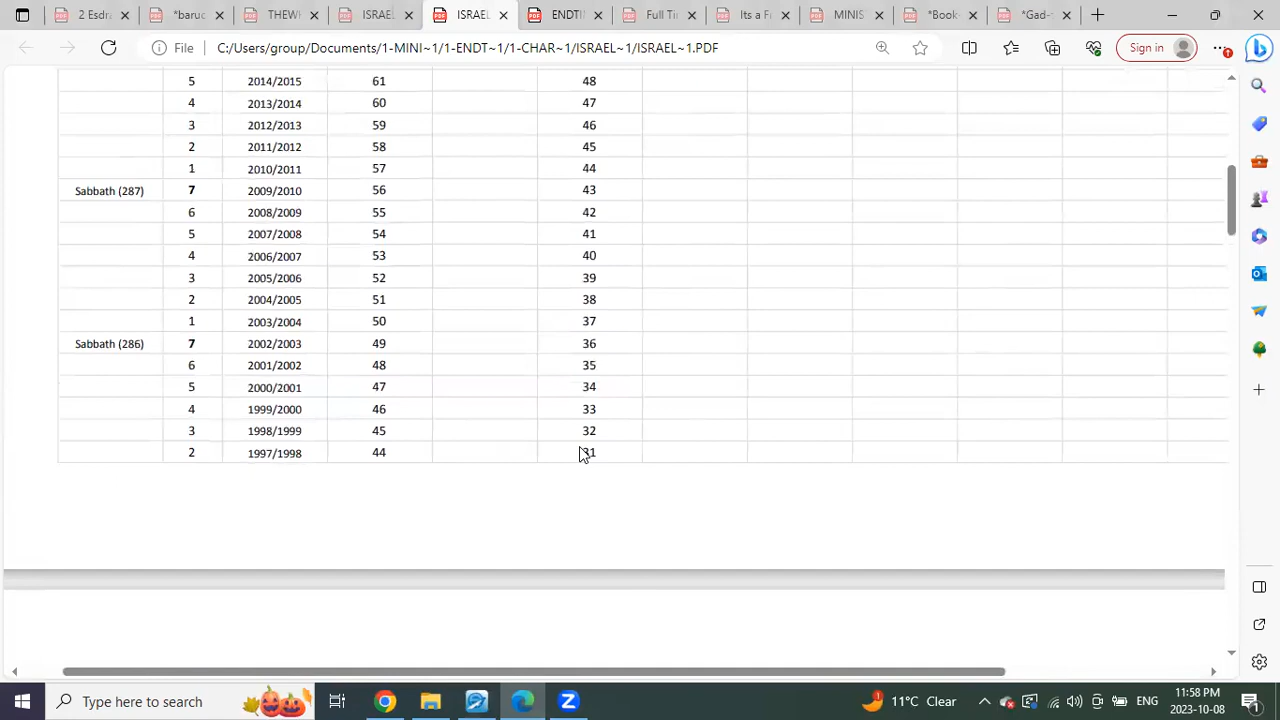 2 Esdra
*baruc
THEWH
ISRAEL
ISRAEL
ENDTI
Full Tir
Its a F
MINIS
*Book-
*Gad-
File C:/Users/group/Documents/1-MINI~1/1-ENDT~1/1-CHAR~1/ISRAEL~1/ISRAEL~1.PDF Sign in
5 2014/2015 61 48
4 2013/2014 60 47
3 2012/2013 59 46
2 2011/2012 58 45
1 2010/2011 57 44
Sabbath (287) 7 2009/2010 56 43
6 2008/2009 55 42
5 2007/2008 54 41
4 2006/2007 53 40
3 2005/2006 52 39
2 2004/2005 51 38
1 2003/2004 50 37
Sabbath (286) 7 2002/2003 49 36
6 2001/2002 48 35
5 2000/2001 47 34
4 1999/2000 46 33
3 1998/1999 45 32
2 1997/1998 44 31
Type here to search 11°C Clear ENG 11:58 PM
2023-10-08